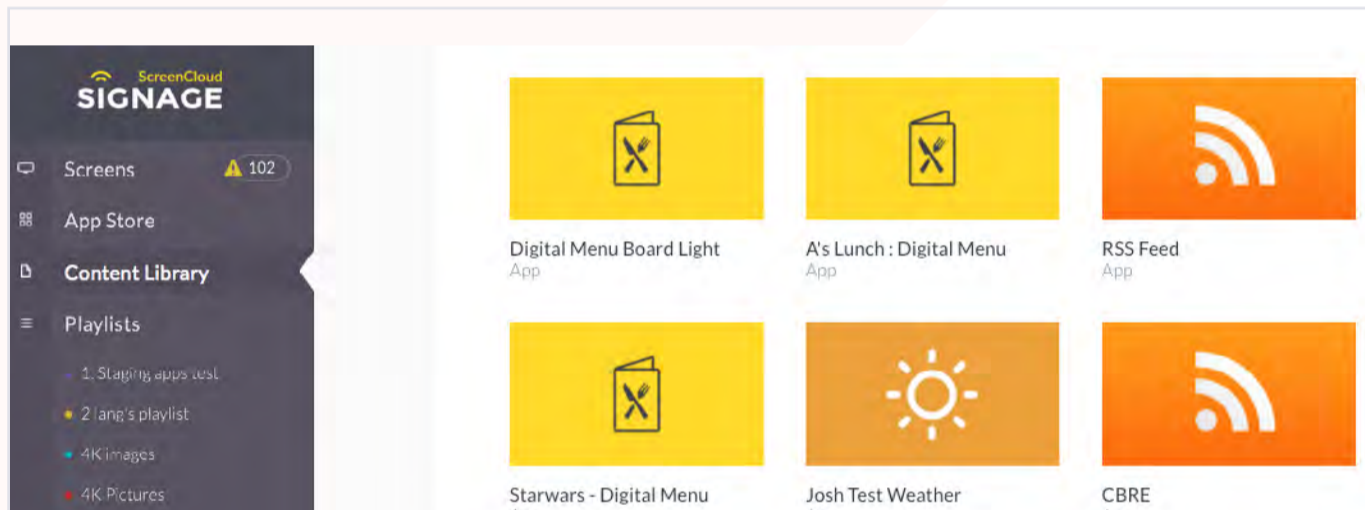 ScreenCloud
SIGNAGE
Screens 102
App Store
Content Library
Playlists
1. Staging apps test
2 lang's playlist
4K images
4K Pictures
Digital Menu Board Light
App
A's Lunch : Digital Menu
App
RSS Feed
App
Starwars - Digital Menu
Josh Test Weather
CBRE